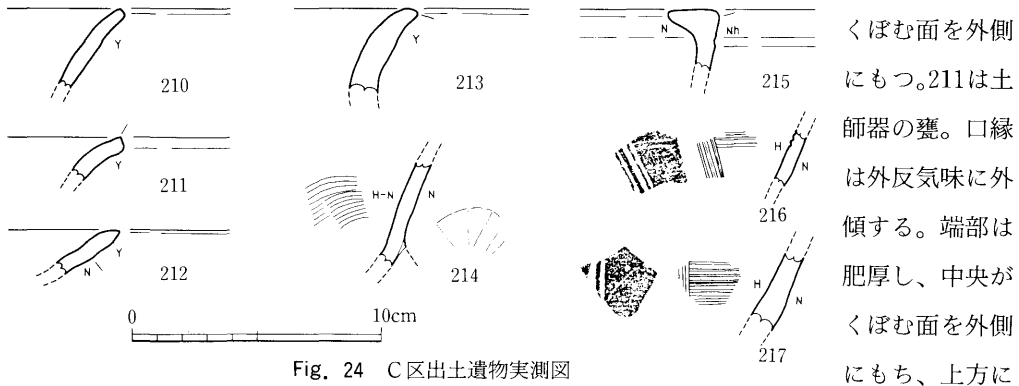 くぼむ面を外側
にもつ。211は土
師器の甕。口縁
は外反気味に外
傾する。端部は
肥厚し、中央が
くぼむ面を外側
にもち、上方に
Y
210
Y
213
N Nh
215
Y
211
H-N N
214
H N
216
Y
N
212
H N
217
0 10cm
Fig. 24 C区出土遺物実測図